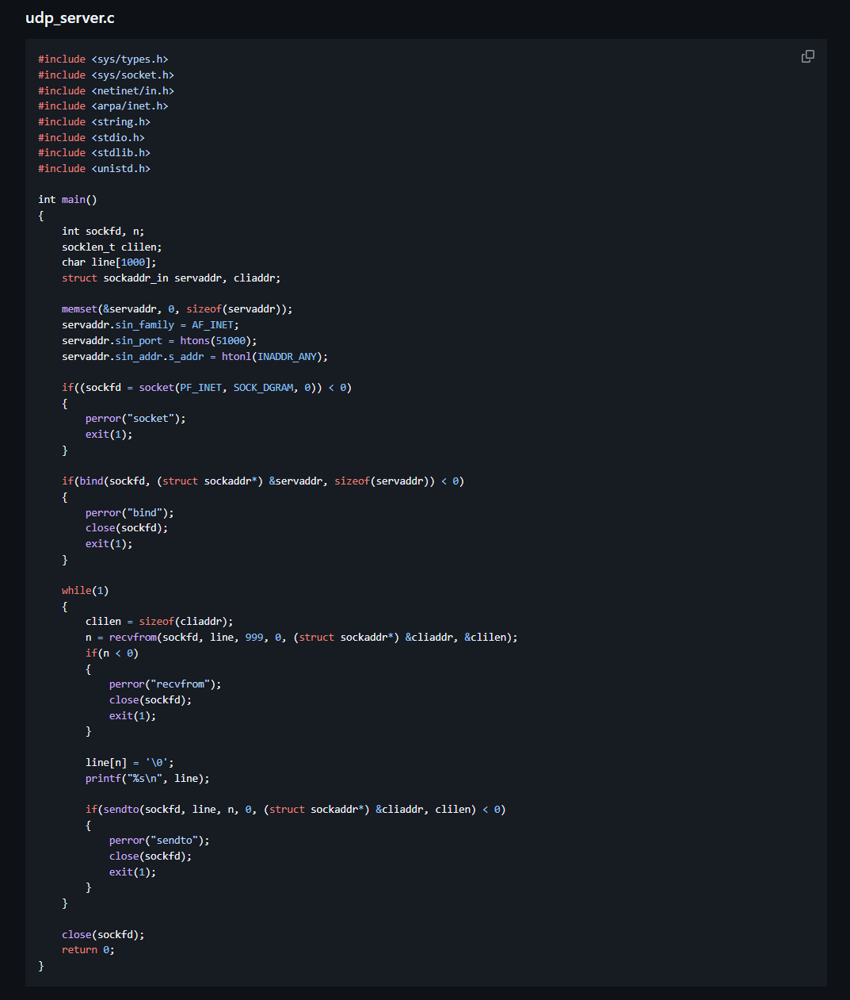 udp_server.c
#include <sys/types.h>
#include <sys/socket.h>
#include <netinet/in.h>
#include <arpa/inet.h>
#include <string.h>
#include <stdio.h>
#include <stdlib.h>
#include <unistd.h>

int main()
{
    int sockfd, n;
    socklen_t clilen;
    char line[1000];
    struct sockaddr_in servaddr, cliaddr;

    memset(&servaddr, 0, sizeof(servaddr));
    servaddr.sin_family = AF_INET;
    servaddr.sin_port = htons(51000);
    servaddr.sin_addr.s_addr = htonl(INADDR_ANY);

    if((sockfd = socket(PF_INET, SOCK_DGRAM, 0)) < 0)
    {
        perror("socket");
        exit(1);
    }

    if(bind(sockfd, (struct sockaddr*) &servaddr, sizeof(servaddr)) < 0)
    {
        perror("bind");
        close(sockfd);
        exit(1);
    }

    while(1)
    {
        clilen = sizeof(cliaddr);
        n = recvfrom(sockfd, line, 999, 0, (struct sockaddr*) &cliaddr, &clilen);
        if(n < 0)
        {
            perror("recvfrom");
            close(sockfd);
            exit(1);
        }

        line[n] = '\0';
        printf("%s\n", line);

        if(sendto(sockfd, line, n, 0, (struct sockaddr*) &cliaddr, clilen) < 0)
        {
            perror("sendto");
            close(sockfd);
            exit(1);
        }
    }

    close(sockfd);
    return 0;
}